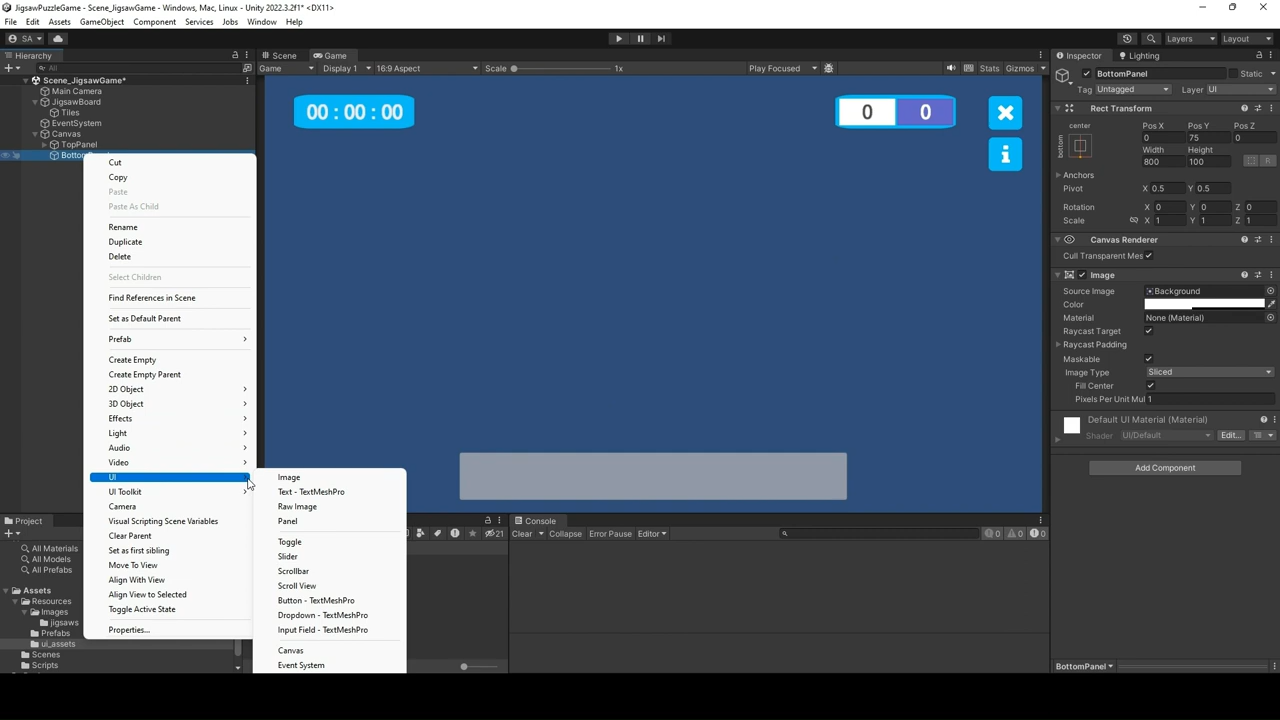 JigsawPuzzleGame - Scene_JigsawGame - Windows, Mac, Linux - Unity 2022.3.2f1* <DX11>
File Edit Assets GameObject Component Services Jobs Window Help
SA Layers Layout
Hierarchy
All
Scene_JigsawGame*
Main Camera
JigsawBoard
Tiles
EventSystem
Canvas
TopPanel
Cut
Copy
Paste
Paste As Child
Rename
Duplicate
Delete
Select Children
Find References in Scene
Set as Default Parent
Prefab
Create Empty
Create Empty Parent
2D Object
3D Object
Effects
Light
Audio
Video
UI
UI Toolkit
Camera
Visual Scripting Scene Variables
Clear Parent
Set as first sibling
Move To View
Align With View
Align View to Selected
Toggle Active State
Properties...
Image
Text - TextMeshPro
Raw Image
Panel
Toggle
Slider
Scrollbar
Scroll View
Button - TextMeshPro
Dropdown - TextMeshPro
Input Field - TextMeshPro
Canvas
Event System
Scene Game
Game Display 1 16:9 Aspect Scale 1x Play Focused Stats Gizmos
00 : 00 : 00
0 0
i
Inspector Lighting
BottomPanel Static
Tag Untagged Layer UI
Rect Transform
center
bottom
Pos X Pos Y Pos Z
0 75 0
Width Height
800 100 R
Anchors
Pivot X 0.5 Y 0.5
Rotation X 0 Y 0 Z 0
Scale X 1 Y 1 Z 1
Canvas Renderer
Cull Transparent Mes
Image
Source Image Background
Color
Material None (Material)
Raycast Target
Raycast Padding
Maskable
Image Type Sliced
Fill Center
Pixels Per Unit Mul 1
Default UI Material (Material)
Shader UI/Default Edit...
Add Component
BottomPanel
Project
21
All Materials
All Models
All Prefabs
Assets
Resources
Images
jigsaws
Prefabs
ui_assets
Scenes
Scripts
Console
Clear Collapse Error Pause Editor 0 0 0